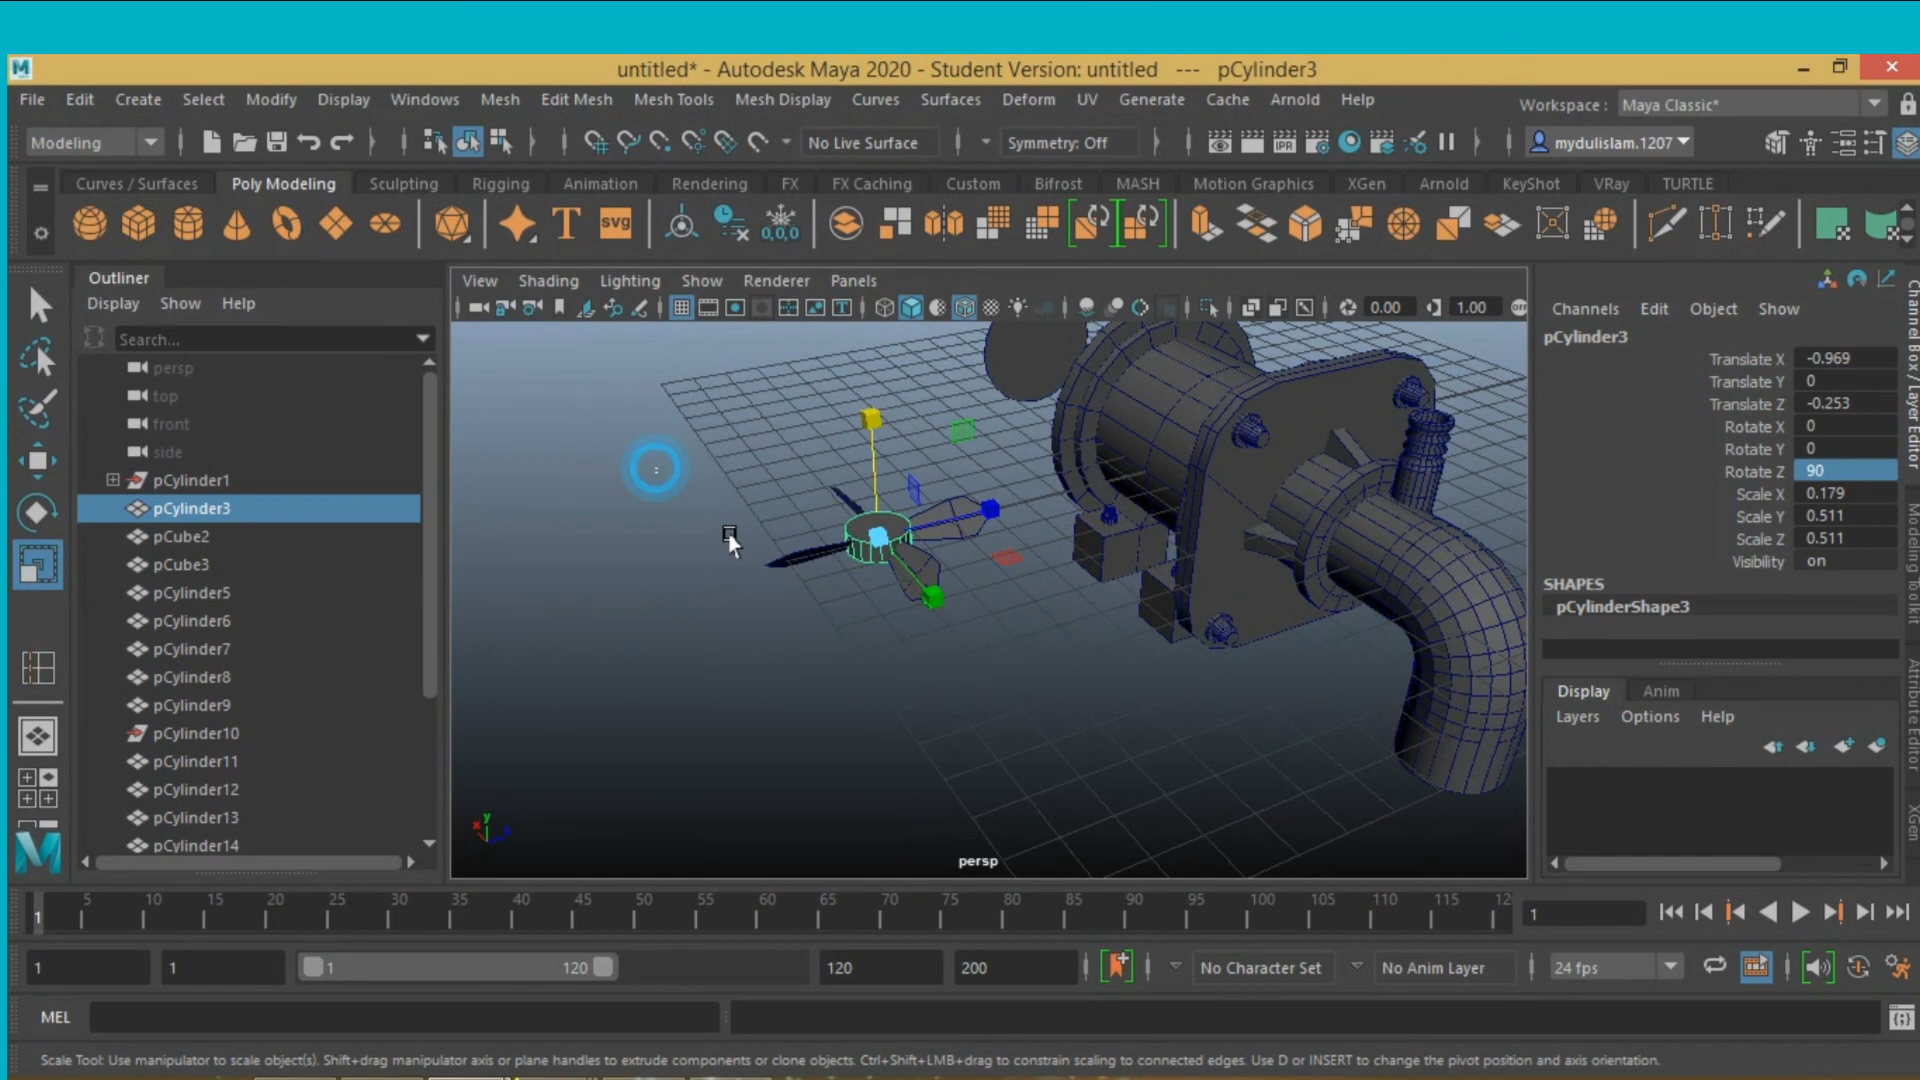 untitled* - Autodesk Maya 2020 - Student Version: untitled --- pCylinder3
File Edit Create Select Modify Display Windows Mesh Edit Mesh Mesh Tools Mesh Display Curves Surfaces Deform UV Generate Cache Arnold Help
Workspace : Maya Classic*
Modeling No Live Surface Symmetry: Off IPR mydulislam.1207
Curves / Surfaces Poly Modeling Sculpting Rigging Animation Rendering FX FX Caching Custom Bifrost MASH Motion Graphics XGen Arnold KeyShot VRay TURTLE
T svg 0,0,0
Outliner
Display Show Help
Search...
persp
top
front
side
pCylinder1
pCylinder3
pCube2
pCube3
pCylinder5
pCylinder6
pCylinder7
pCylinder8
pCylinder9
pCylinder10
pCylinder11
pCylinder12
pCylinder13
pCylinder14
View Shading Lighting Show Renderer Panels
0.00 1.00
x y
persp
Channels Edit Object Show
pCylinder3
Translate X -0.969
Translate Y 0
Translate Z -0.253
Rotate X 0
Rotate Y 0
Rotate Z 90
Scale X 0.179
Scale Y 0.511
Scale Z 0.511
Visibility on
SHAPES
pCylinderShape3
Display Anim
Layers Options Help
Channel Box / Layer Editor
Modeling Toolkit
Attribute Editor
XGen
1 5 10 15 20 25 30 35 40 45 50 55 60 65 70 75 80 85 90 95 100 105 110 115 12
1
1 1 1 120 120 200 No Character Set No Anim Layer 24 fps
MEL
Scale Tool: Use manipulator to scale object(s). Shift+drag manipulator axis or plane handles to extrude components or clone objects. Ctrl+Shift+LMB+drag to constrain scaling to connected edges. Use D or INSERT to change the pivot position and axis orientation.